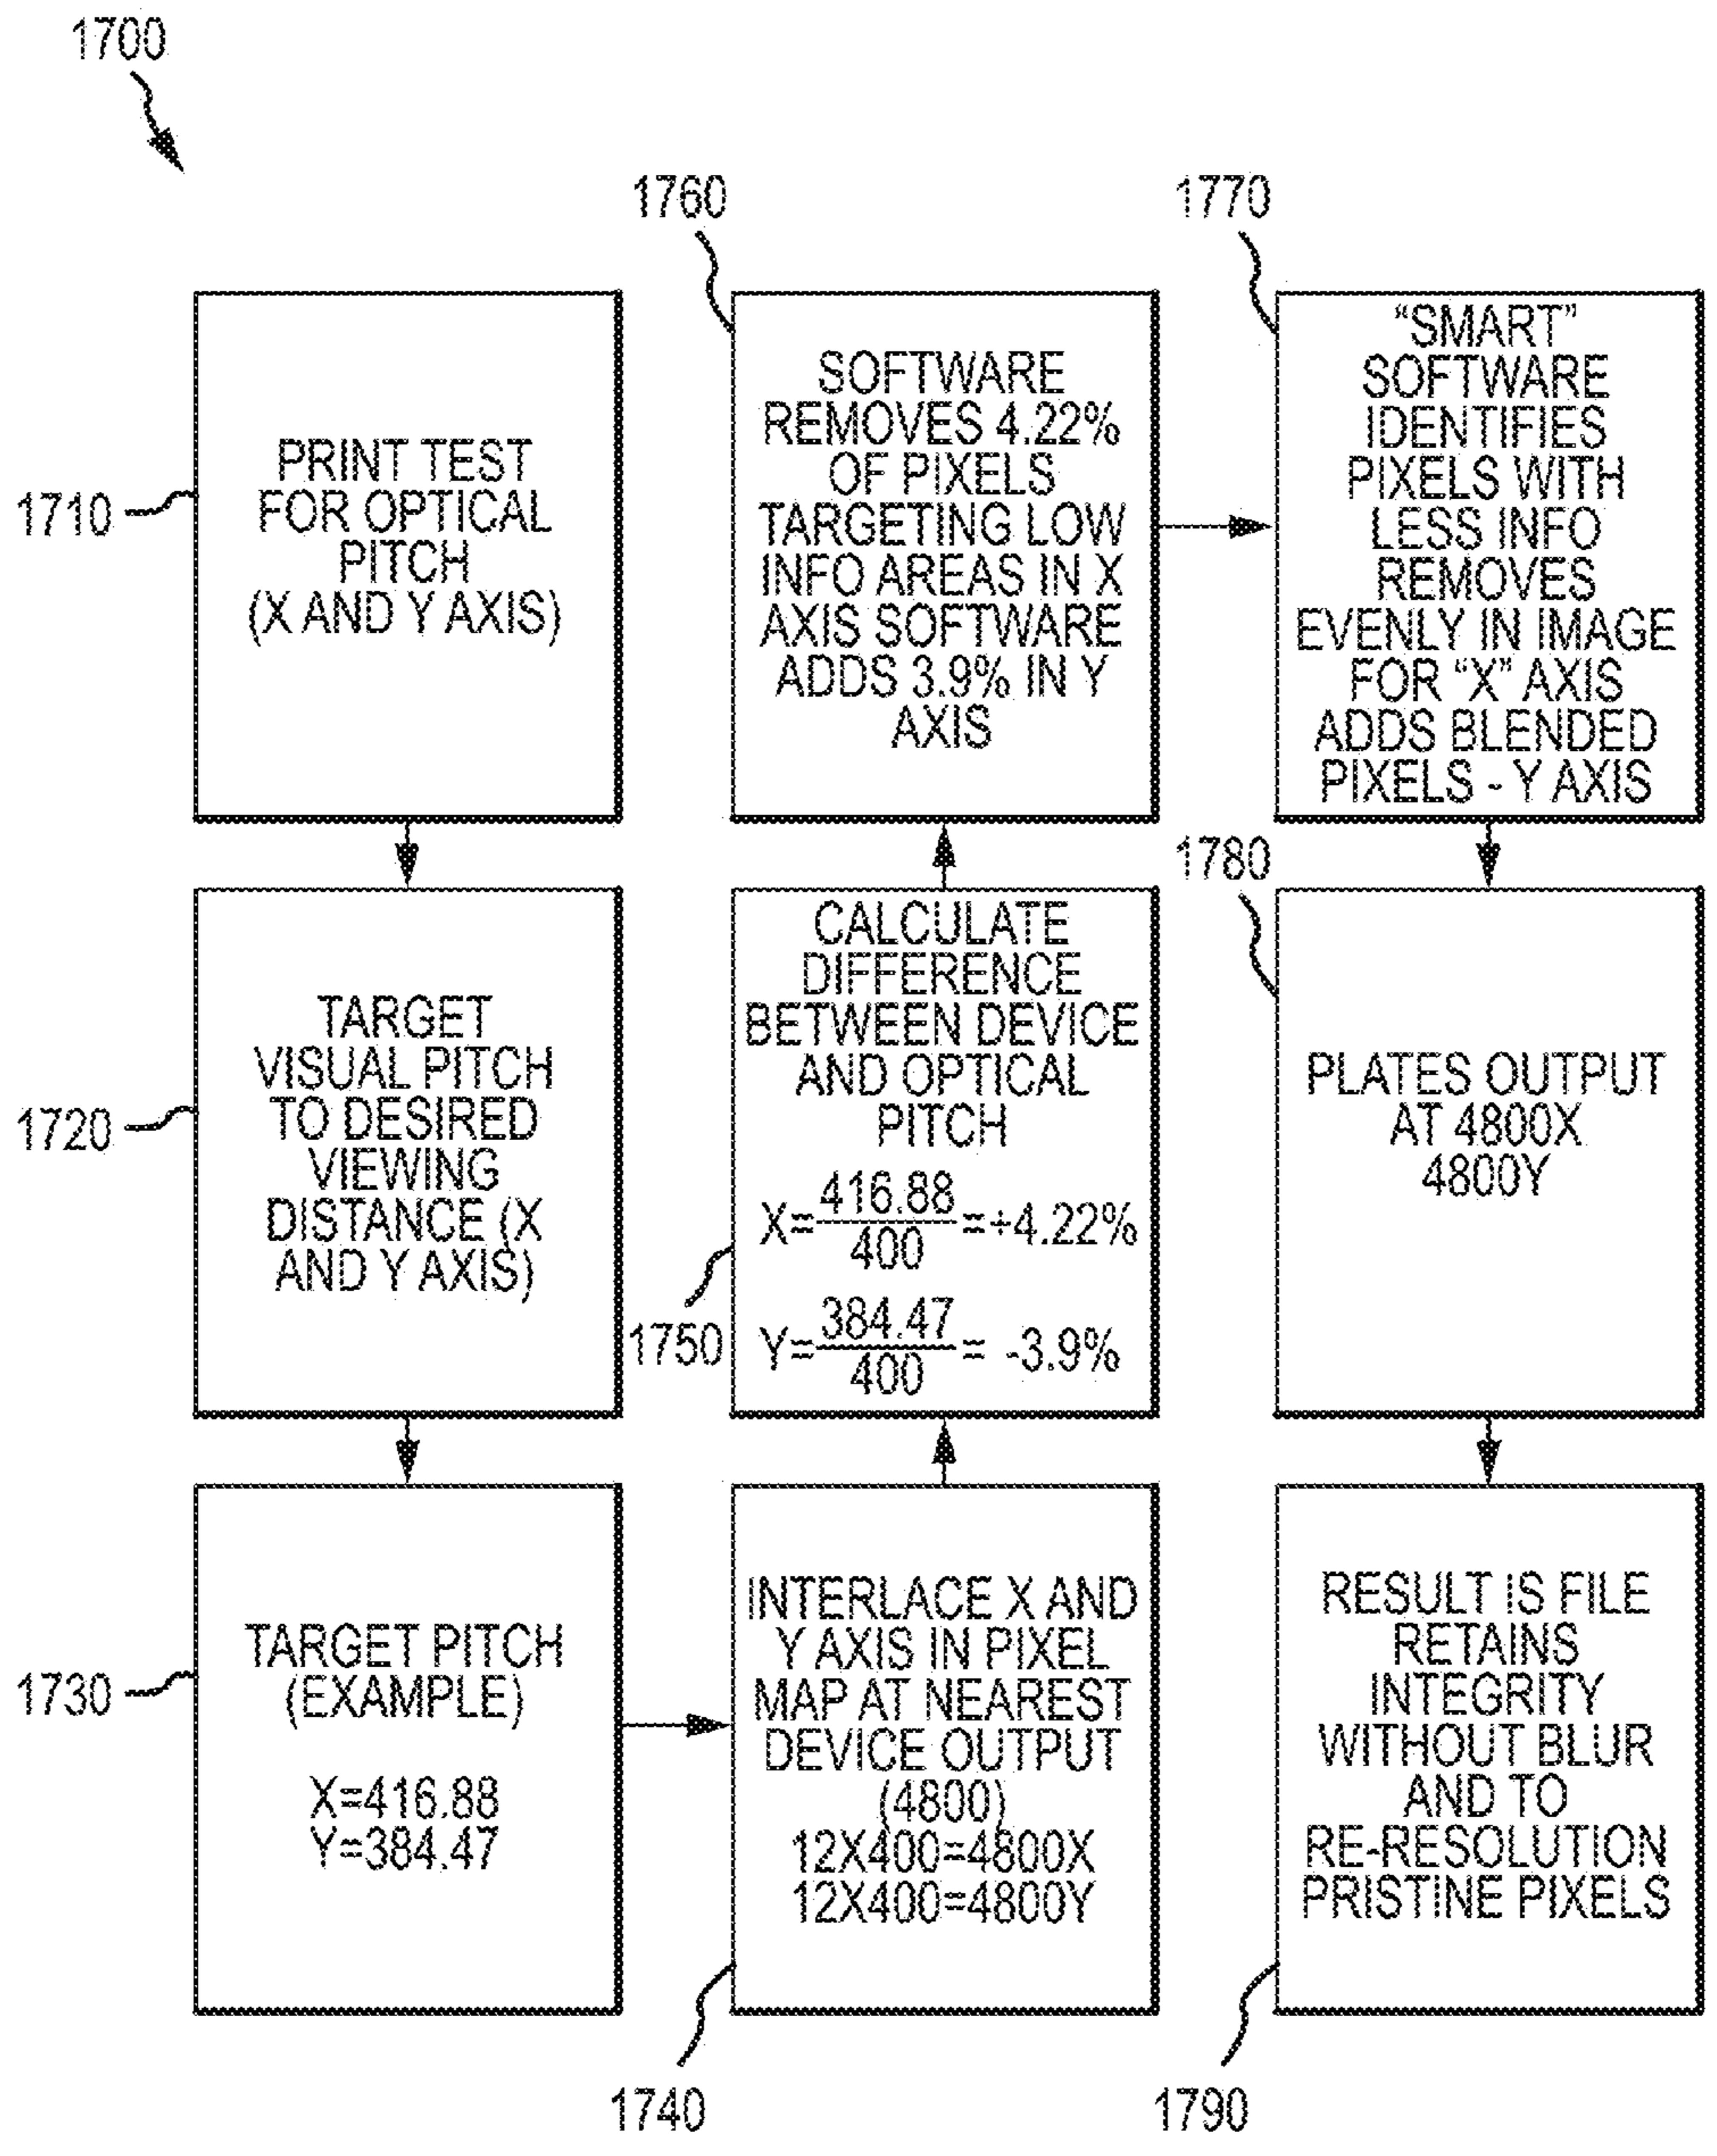 1700
1710
PRINT TEST
FOR OPTICAL
PITCH
(X AND Y AXIS)
1720
TARGET
VISUAL PITCH
TO DESIRED
VIEWING
DISTANCE (X
AND Y AXIS)
1730
TARGET PITCH
(EXAMPLE)
X=416.88
Y=384.47
1740
INTERLACE X AND
Y AXIS IN PIXEL
MAP AT NEAREST
DEVICE OUTPUT
(4800)
12X400=4800X
12X400=4800Y
1750
CALCULATE
DIFFERENCE
BETWEEN DEVICE
AND OPTICAL
PITCH
X=416.88/400=+4.22%
Y=384.47/400= -3.9%
1760
SOFTWARE
REMOVES 4.22%
OF PIXELS
TARGETING LOW
INFO AREAS IN X
AXIS SOFTWARE
ADDS 3.9% IN Y
AXIS
1770
“SMART”
SOFTWARE
IDENTIFIES
PIXELS WITH
LESS INFO
REMOVES
EVENLY IN IMAGE
FOR “X” AXIS
ADDS BLENDED
PIXELS - Y AXIS
1780
PLATES OUTPUT
AT 4800X
4800Y
1790
RESULT IS FILE
RETAINS
INTEGRITY
WITHOUT BLUR
AND TO
RE-RESOLUTION
PRISTINE PIXELS